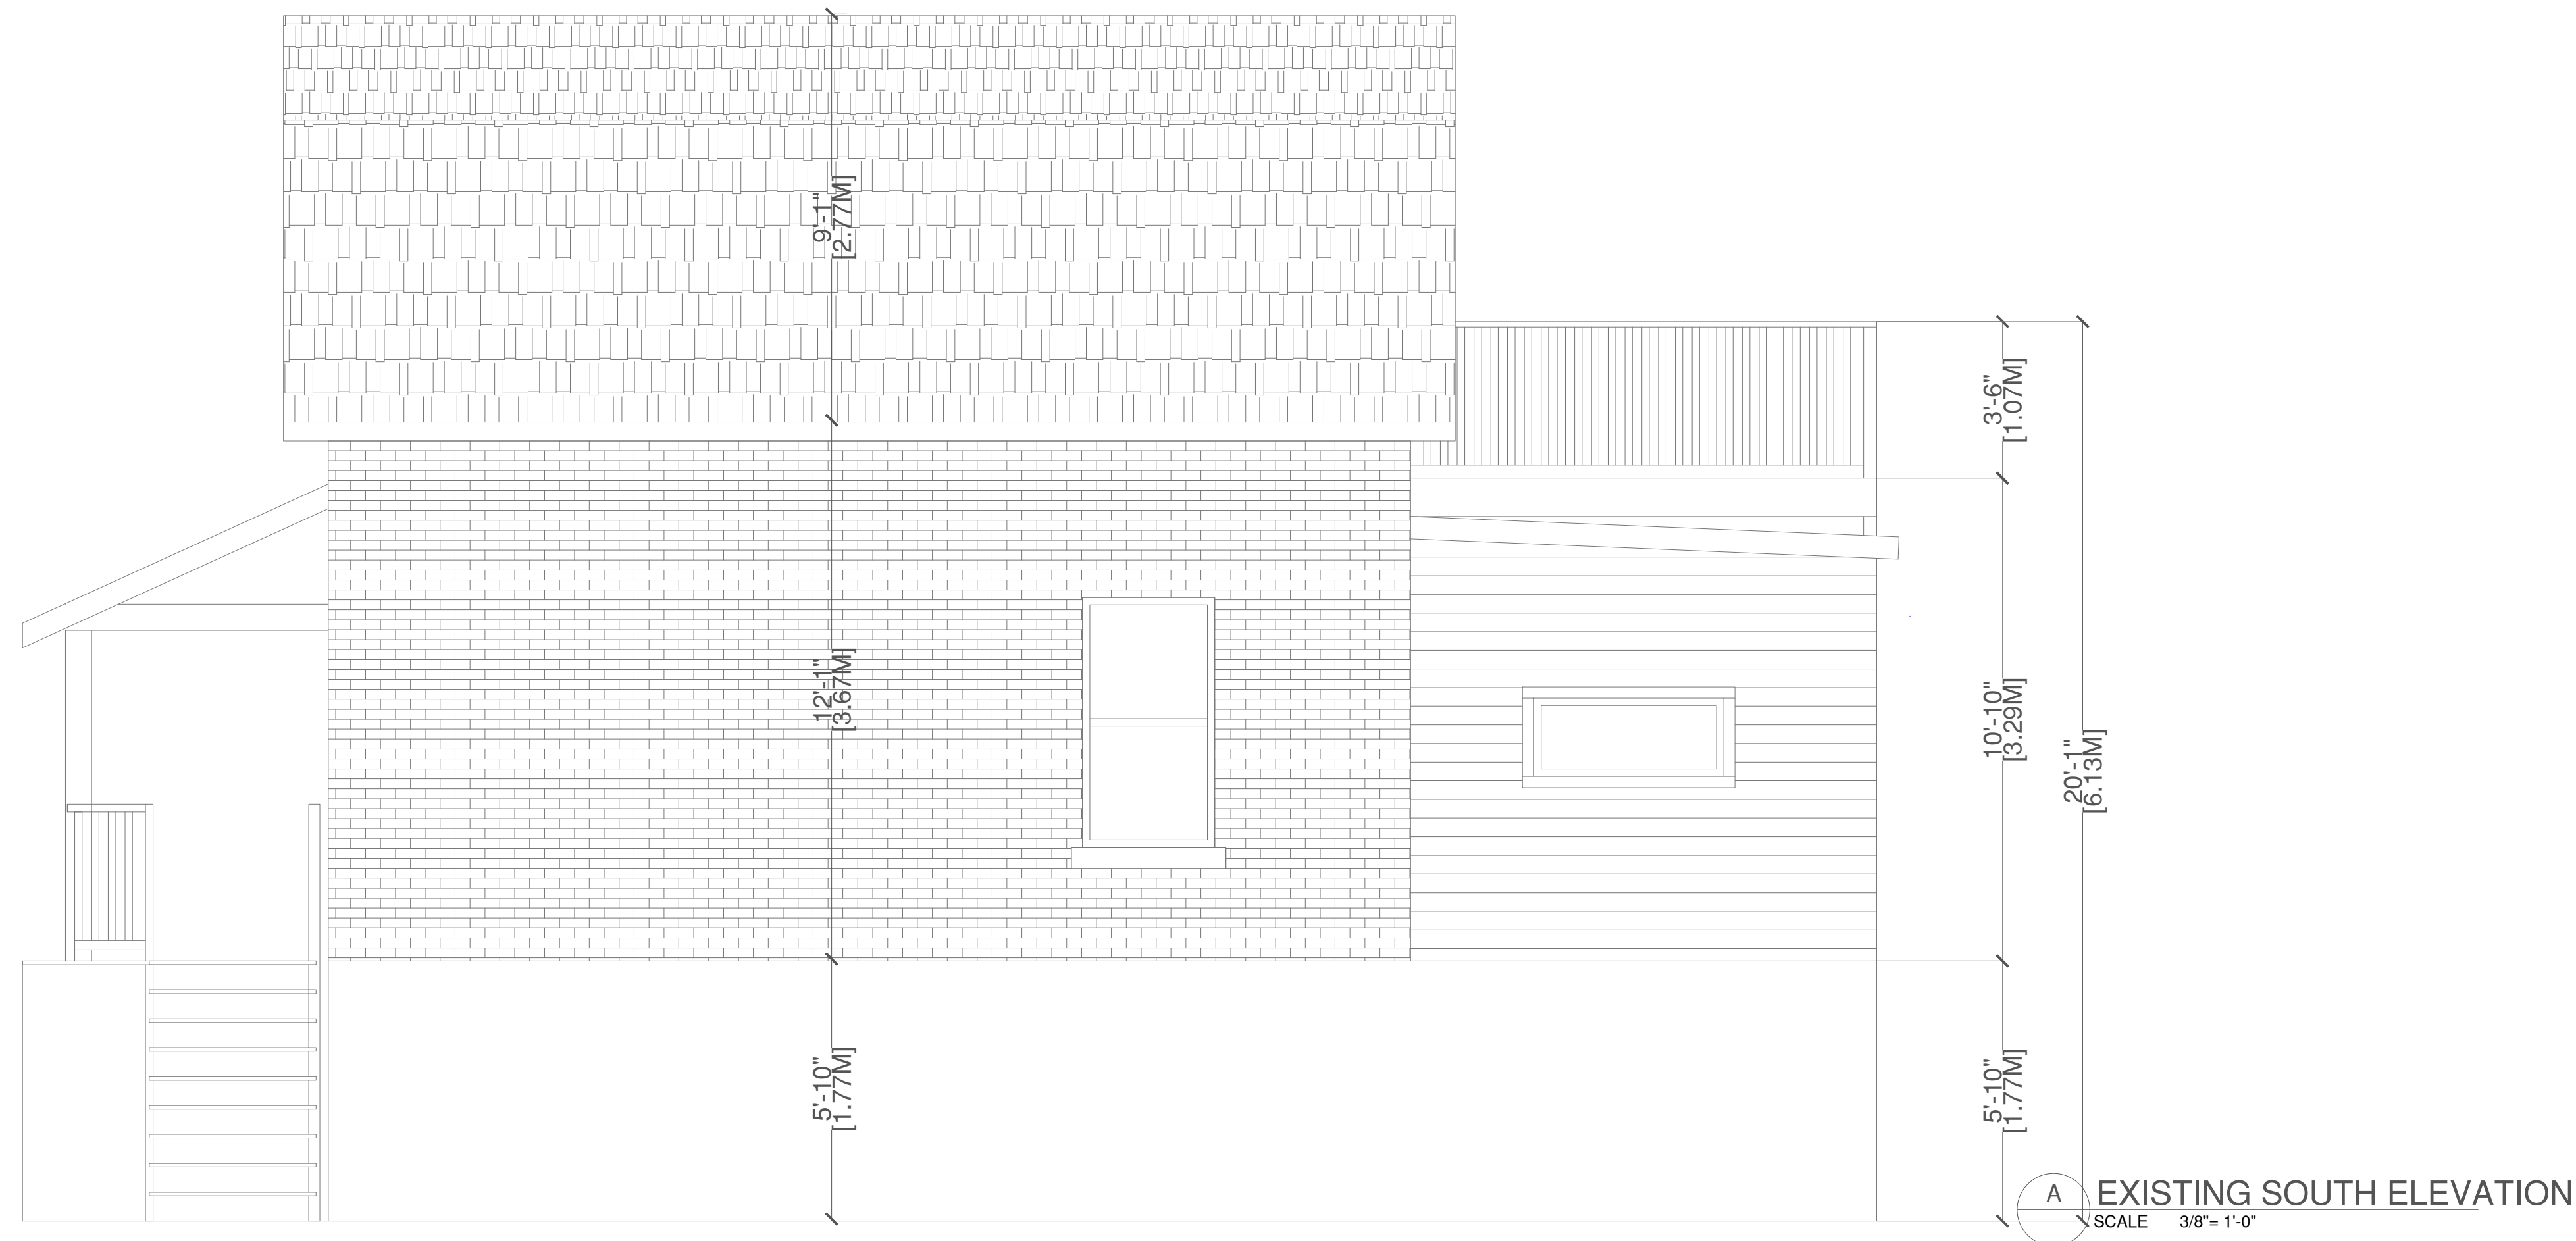 9'-1"
[2.77M]
12'-1"
[3.67M]
5'-10"
[1.77M]
3'-6"
[1.07M]
10'-10"
[3.29M]
5'-10"
[1.77M]
20'-1"
[6.13M]
A
EXISTING SOUTH ELEVATION
SCALE 3/8"= 1'-0"